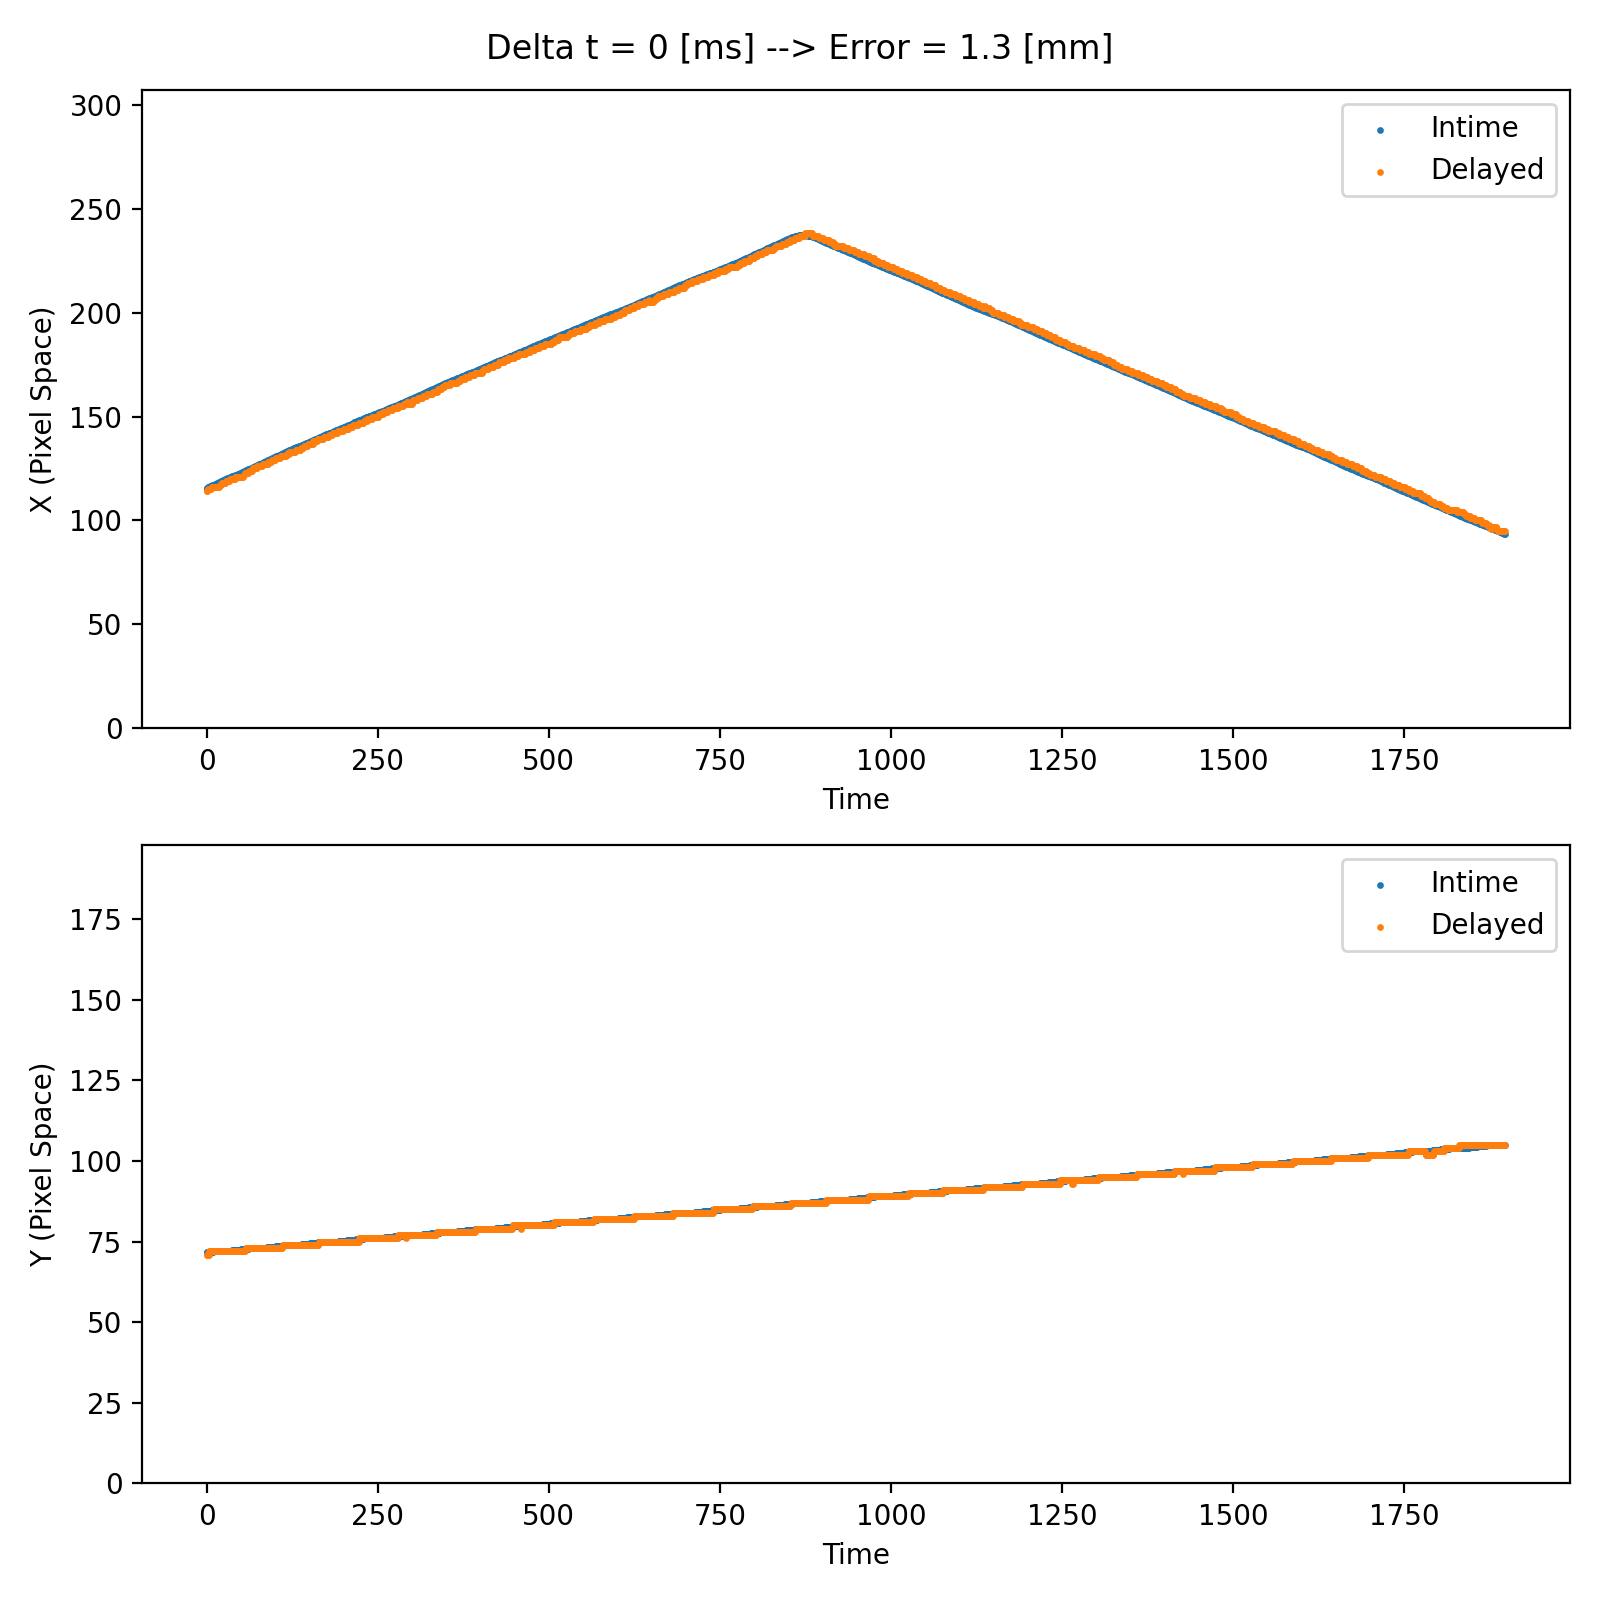 Delta t = 0 [ms] --> Error = 1.3 [mm]
300
250
200
150
100
50
0
X (Pixel Space)
Intime
Delayed
0 250 500 750 1000 1250 1500 1750
Time
175
150
125
100
75
50
25
0
Y (Pixel Space)
Intime
Delayed
0 250 500 750 1000 1250 1500 1750
Time